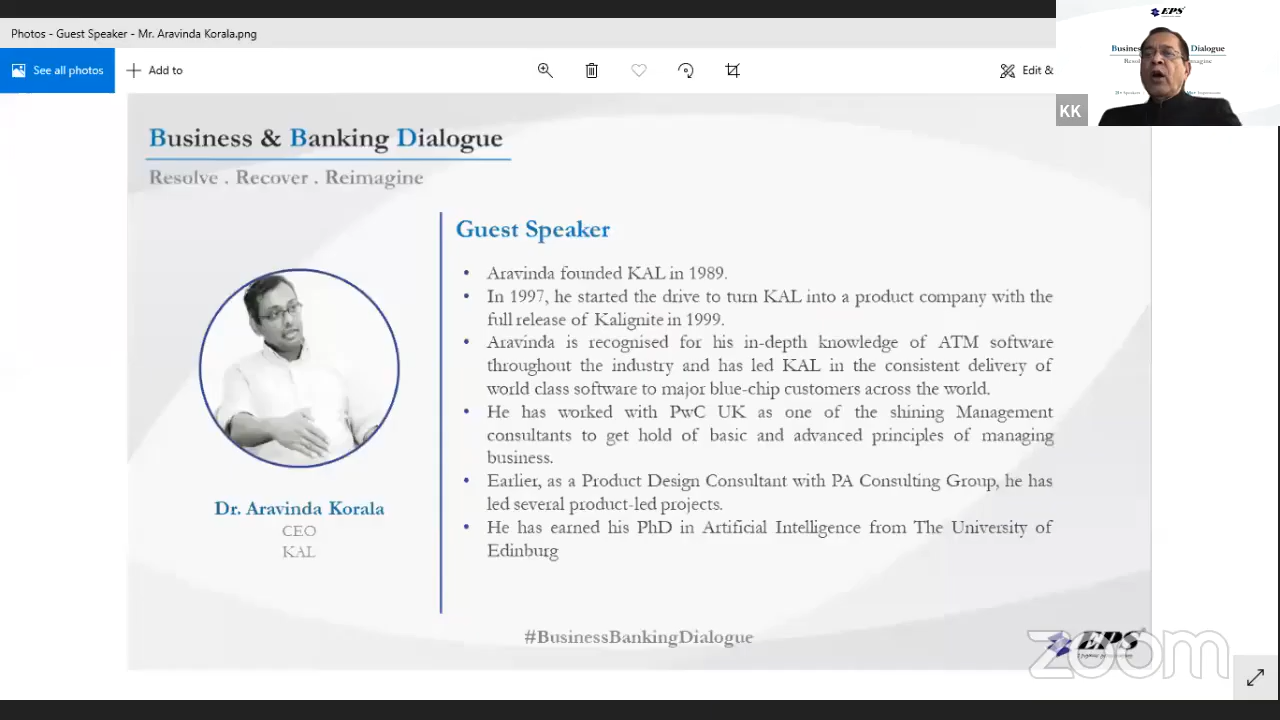 Photos - Guest Speaker - Mr. Aravinda Korala.png
See all photos
Add to
Edit &
EPS
Dialogue
KK
Business & Banking Dialogue
Resolve . Recover . Reimagine
Guest Speaker
• Aravinda founded KAL in 1989.
• In 1997, he started the drive to turn KAL into a product company with the
full release of Kalignite in 1999.
• Aravinda is recognised for his in-depth knowledge of ATM software
throughout the industry and has led KAL in the consistent delivery of
world class software to major blue-chip customers across the world.
• He has worked with PwC UK as one of the shining Management
consultants to get hold of basic and advanced principles of managing
business.
• Earlier, as a Product Design Consultant with PA Consulting Group, he has
led several product-led projects.
• He has earned his PhD in Artificial Intelligence from The University of
Edinburg
Dr. Aravinda Korala
CEO
KAL
#BusinessBankingDialogue
EPS
zoom